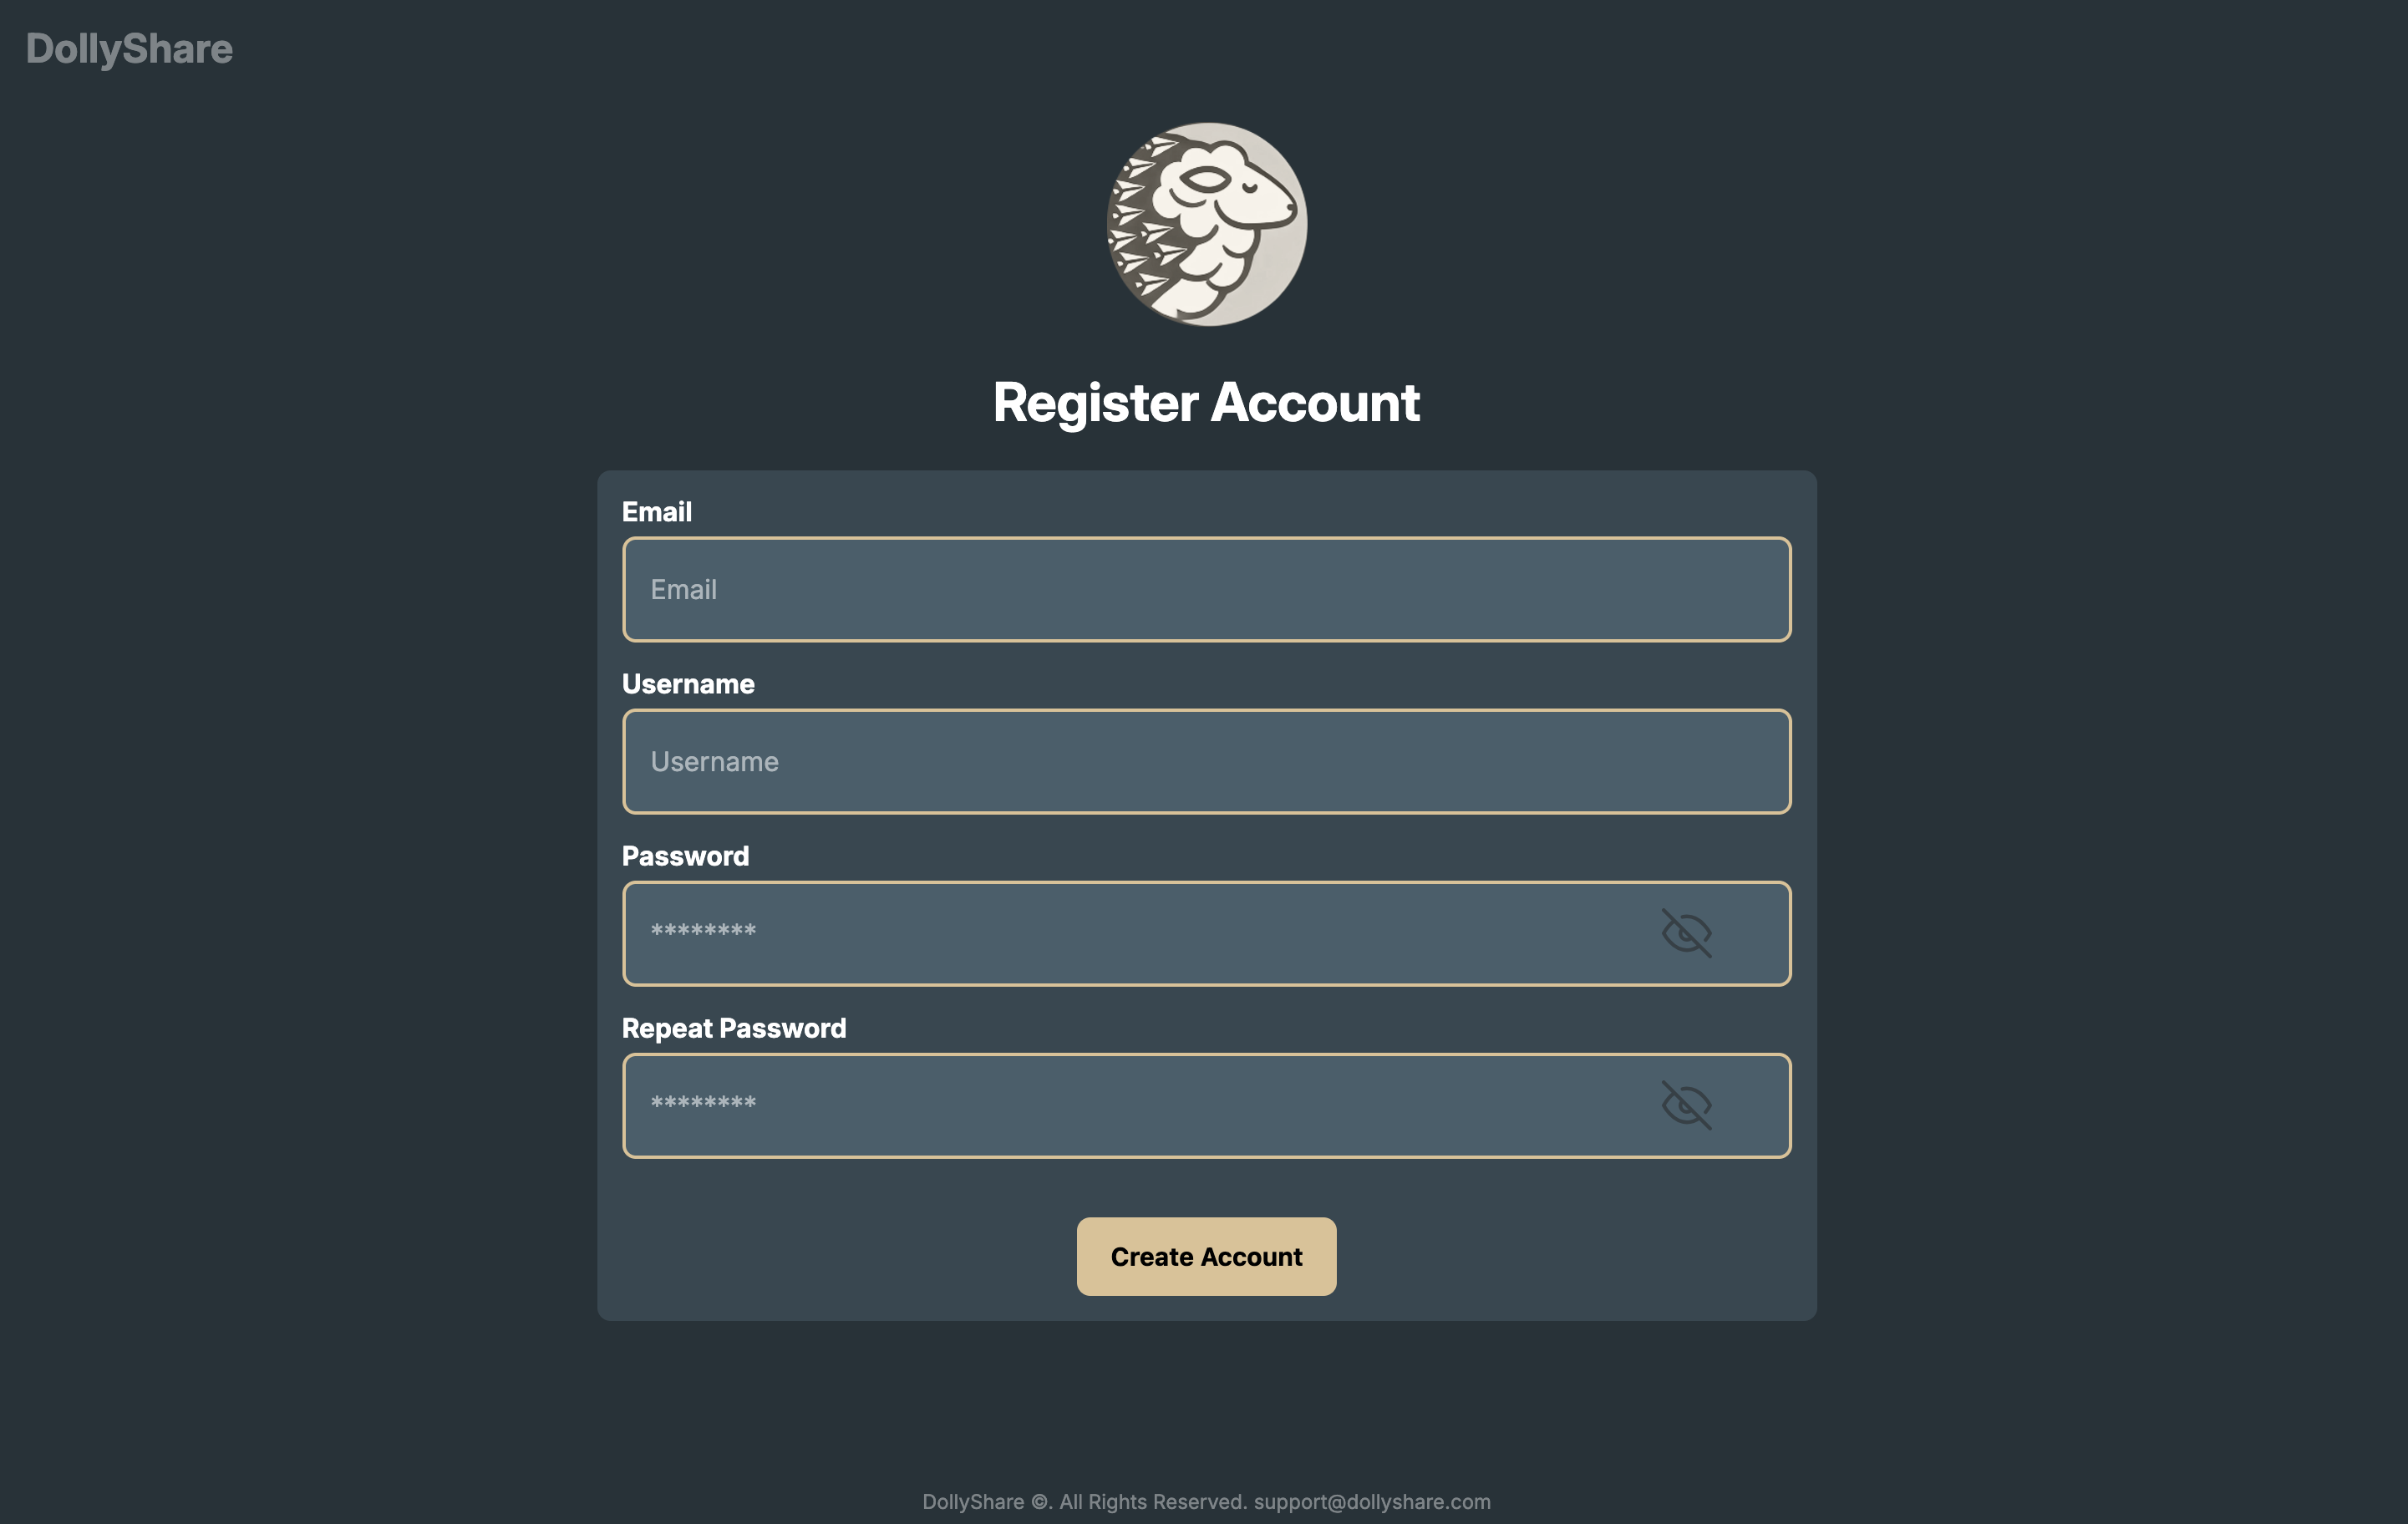 DollyShare
Register Account
Email
Email
Username
Username
Password
********
Repeat Password
********
Create Account
DollyShare ©. All Rights Reserved. support@dollyshare.com